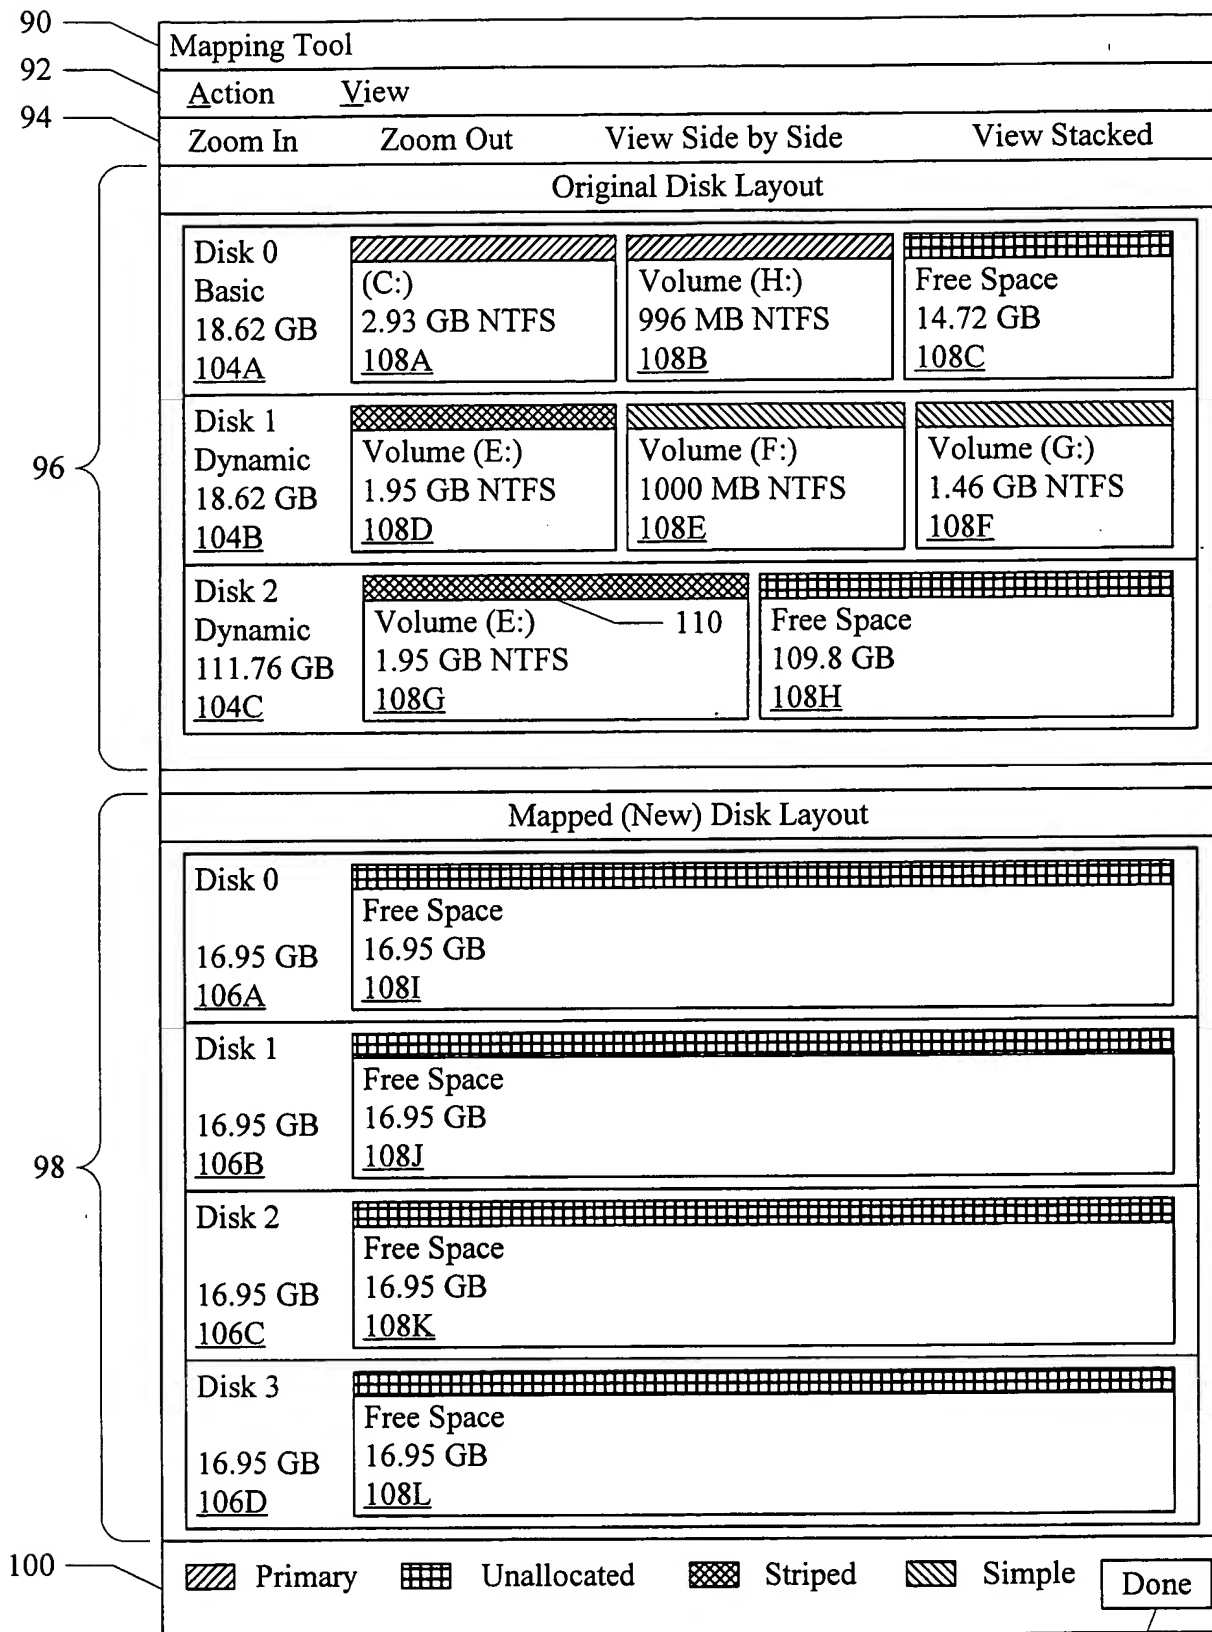 90
Mapping Tool
92
Action View
94
Zoom In Zoom Out View Side by Side View Stacked
Original Disk Layout
96
Disk 0
Basic
18.62 GB
104A
(C:)
2.93 GB NTFS
108A
Volume (H:)
996 MB NTFS
108B
Free Space
14.72 GB
108C
Disk 1
Dynamic
18.62 GB
104B
Volume (E:)
1.95 GB NTFS
108D
Volume (F:)
1000 MB NTFS
108E
Volume (G:)
1.46 GB NTFS
108F
Disk 2
Dynamic
111.76 GB
104C
Volume (E:)
1.95 GB NTFS
108G
110
Free Space
109.8 GB
108H
Mapped (New) Disk Layout
98
Disk 0
16.95 GB
106A
Free Space
16.95 GB
108I
Disk 1
16.95 GB
106B
Free Space
16.95 GB
108J
Disk 2
16.95 GB
106C
Free Space
16.95 GB
108K
Disk 3
16.95 GB
106D
Free Space
16.95 GB
108L
100
Primary Unallocated Striped Simple Done